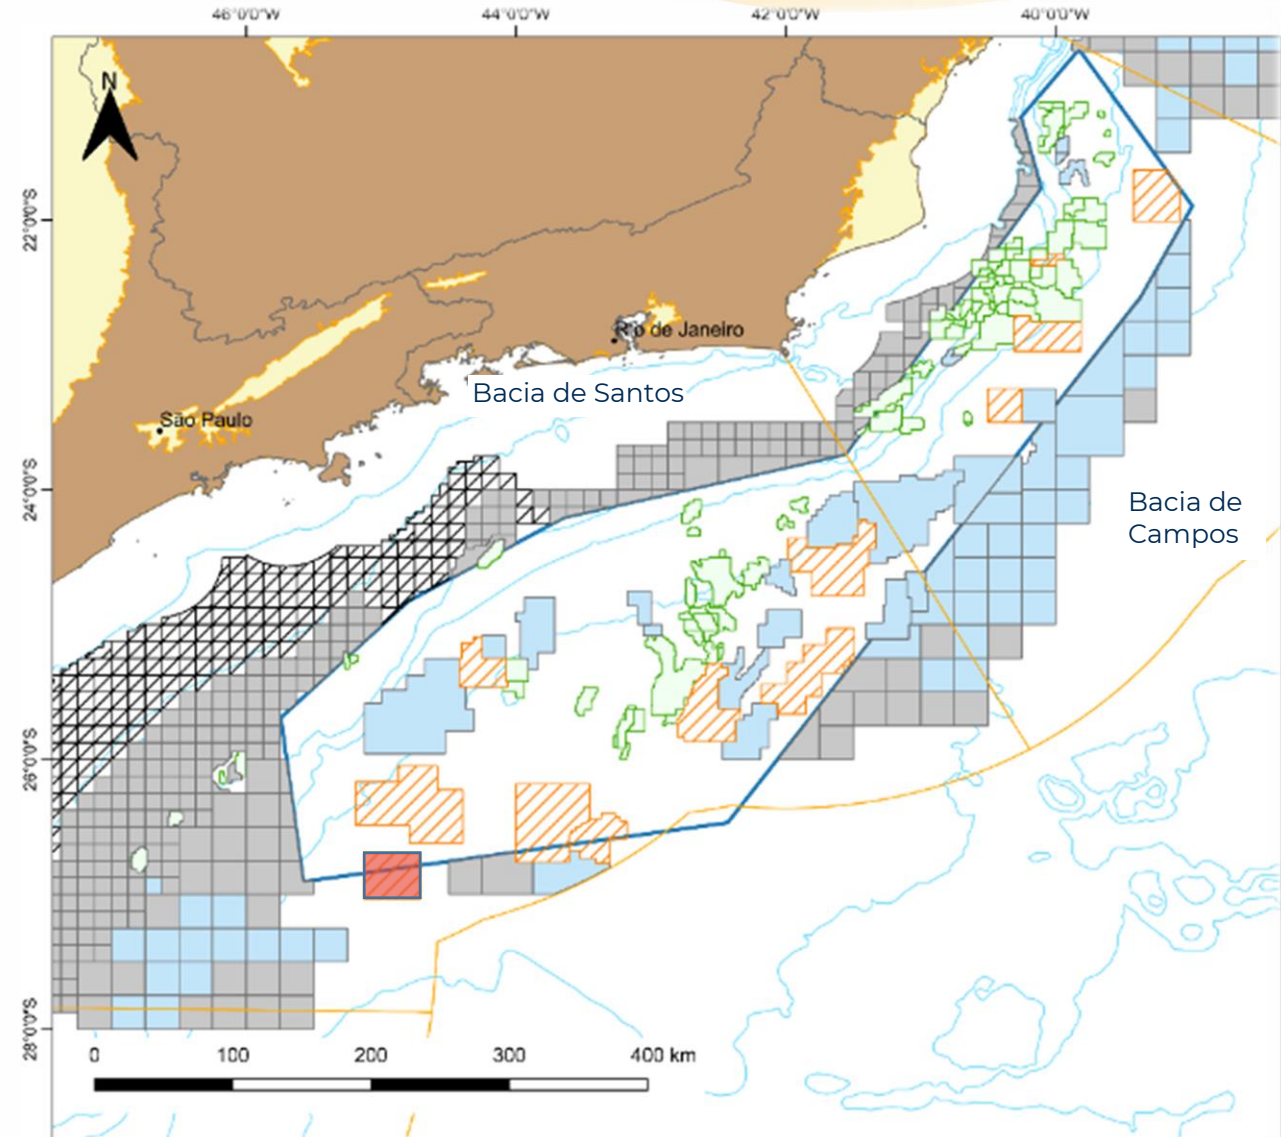 46°0'0"W 44°0'0"W 42°0'0"W 40°0'0"W
N
22°0'0"S
Rio de Janeiro
Bacia de Santos
São Paulo
24°0'0"S
Bacia de
Campos
26°0'0"S
28°0'0"S
0 100 200 300 400 km